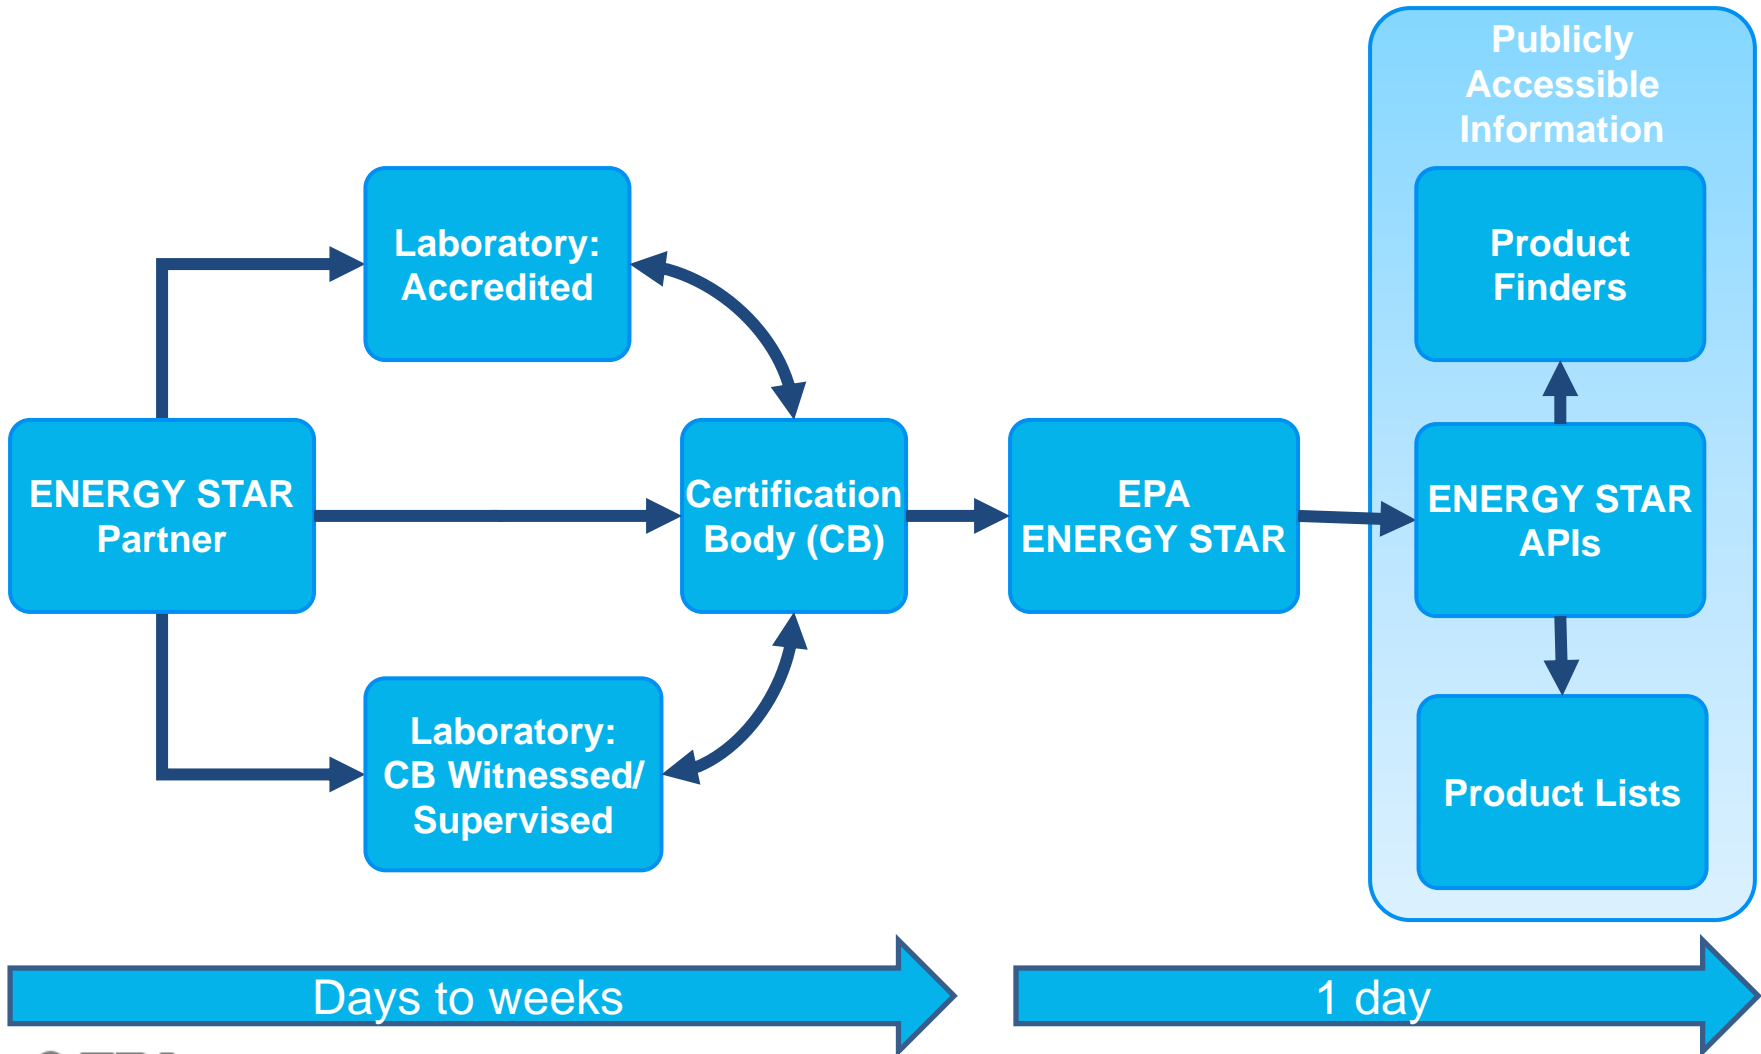 Publicly
Accessible
Information
Laboratory:
Accredited
Product
Finders
ENERGY STAR
Partner
Certification
Body (CB)
EPA
ENERGY STAR
ENERGY STAR
APIs
Laboratory:
CB Witnessed/
Supervised
Product Lists
Days to weeks
1 day